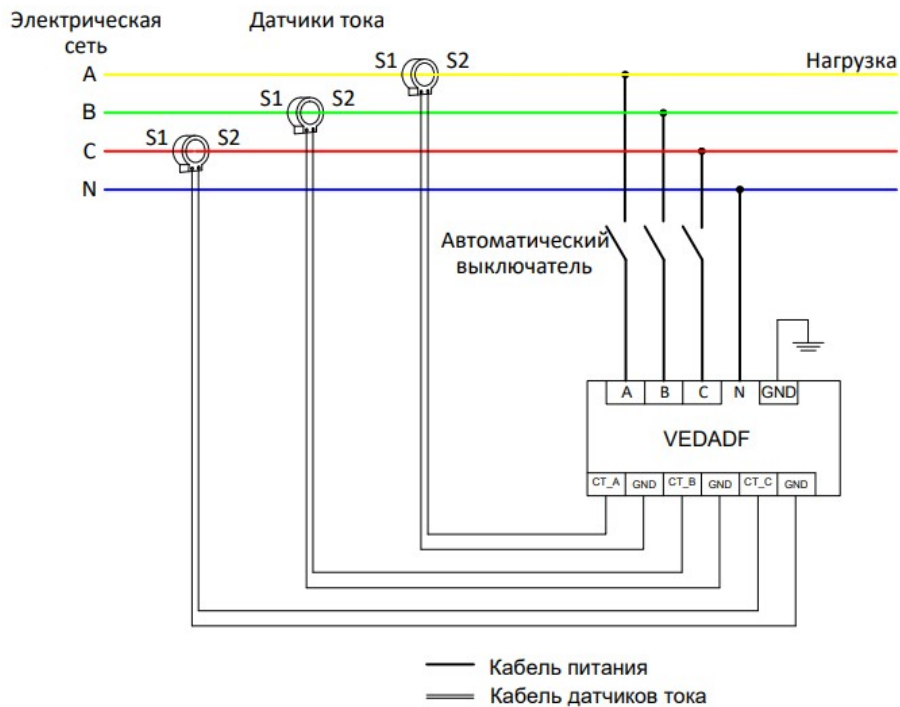 Электрическая
сеть
Датчики тока
S1 S2
A
Нагрузка
S1 S2
B
S1 S2
C
N
Автоматический
выключатель
A B C N GND
VEDADF
CT_A GND CT_B GND CT_C GND
Кабель питания
Кабель датчиков тока